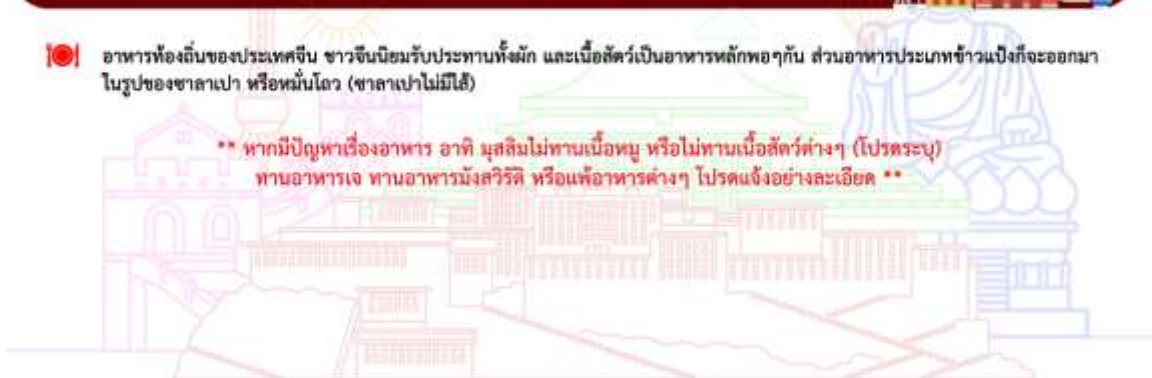 อาหารท้องถิ่นของประเทศจีน ชาวจีนนิยมรับประทานทั้งผัก และเนื้อสัตว์เป็นอาหารหลักพอๆกัน ส่วนอาหารประเภทข้าวแป้งก็จะออกมา
ในรูปของซาลาเปา หรือหมั่นโถว (ซาลาเปาไม่มีไส้)
** หากมีปัญหาเรื่องอาหาร อาทิ มุสลิมไม่ทานเนื้อหมู หรือไม่ทานเนื้อสัตว์ต่างๆ (โปรดระบุ)
ทานอาหารเจ ทานอาหารมังสวิรัติ หรือแพ้อาหารต่างๆ โปรดแจ้งอย่างละเอียด **